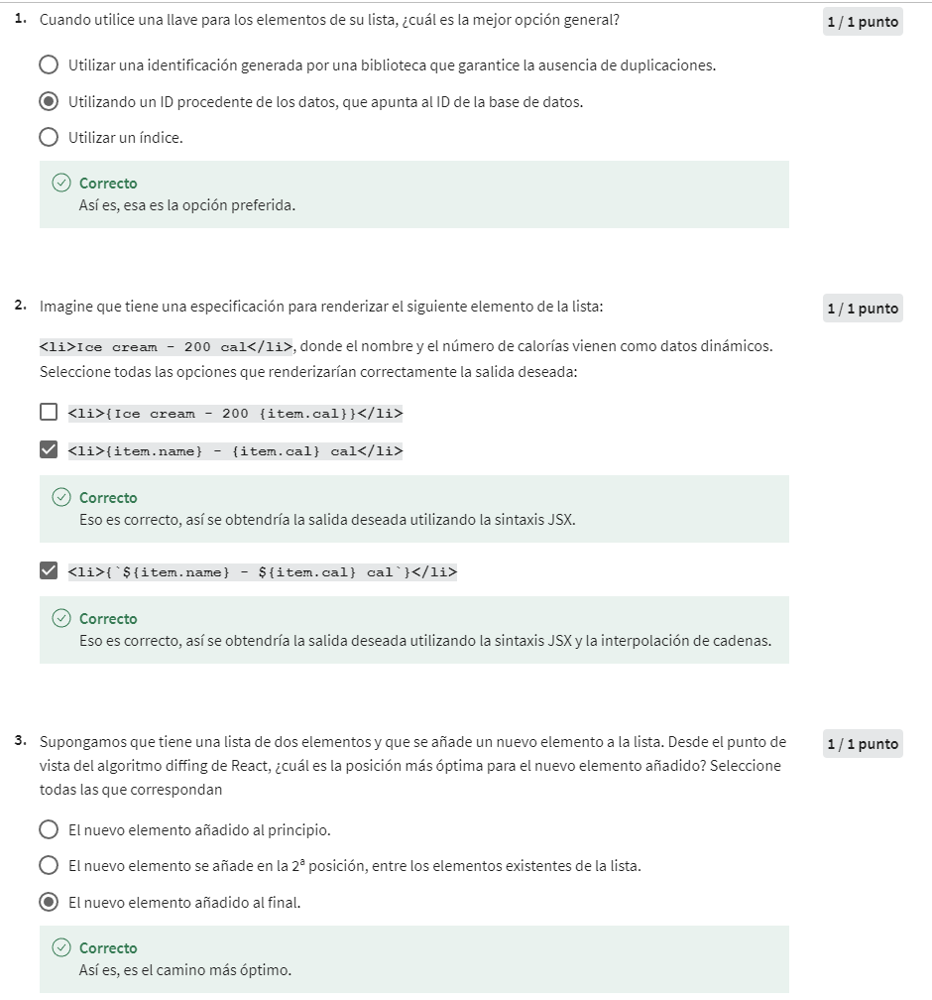 1. Cuando utilice una llave para los elementos de su lista, ¿cuál es la mejor opción general?
1 / 1 punto
Utilizar una identificación generada por una biblioteca que garantice la ausencia de duplicaciones.
Utilizando un ID procedente de los datos, que apunta al ID de la base de datos.
Utilizar un índice.
Correcto
Así es, esa es la opción preferida.
2. Imagine que tiene una especificación para renderizar el siguiente elemento de la lista:
1 / 1 punto
<li>Ice cream - 200 cal</li>, donde el nombre y el número de calorías vienen como datos dinámicos.
Seleccione todas las opciones que renderizarían correctamente la salida deseada:
<li>{Ice cream - 200 {item.cal}}</li>
<li>{item.name} - {item.cal} cal</li>
Correcto
Eso es correcto, así se obtendría la salida deseada utilizando la sintaxis JSX.
<li>{`${item.name} - ${item.cal} cal`}</li>
Correcto
Eso es correcto, así se obtendría la salida deseada utilizando la sintaxis JSX y la interpolación de cadenas.
3. Supongamos que tiene una lista de dos elementos y que se añade un nuevo elemento a la lista. Desde el punto de
1 / 1 punto
vista del algoritmo diffing de React, ¿cuál es la posición más óptima para el nuevo elemento añadido? Seleccione
todas las que correspondan
El nuevo elemento añadido al principio.
El nuevo elemento se añade en la 2ª posición, entre los elementos existentes de la lista.
El nuevo elemento añadido al final.
Correcto
Así es, es el camino más óptimo.